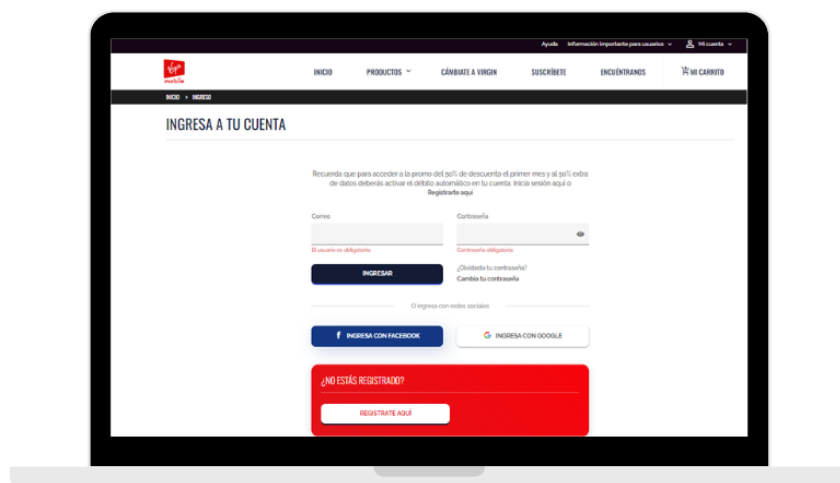 Ayuda Información importante para usuarios Mi cuenta
Virgin
mobile
INICIO PRODUCTOS CÁMBIATE A VIRGIN SUSCRÍBETE ENCUÉNTRANOS MI CARRITO
INICIO > INGRESO
INGRESA A TU CUENTA
Recuerda que para acceder a la promo del 50% de descuento el primer mes y al 50% extra
de datos deberás activar el débito automático en tu cuenta. Inicia sesión aquí o
Registrarte aquí
Correo Contraseña
El usuario es obligatorio Contraseña obligatoria
INGRESAR ¿Olvidaste tu contraseña?
Cambia tu contraseña
O ingresa con redes sociales
f INGRESA CON FACEBOOK G INGRESA CON GOOGLE
¿NO ESTÁS REGISTRADO?
REGISTRATE AQUÍ